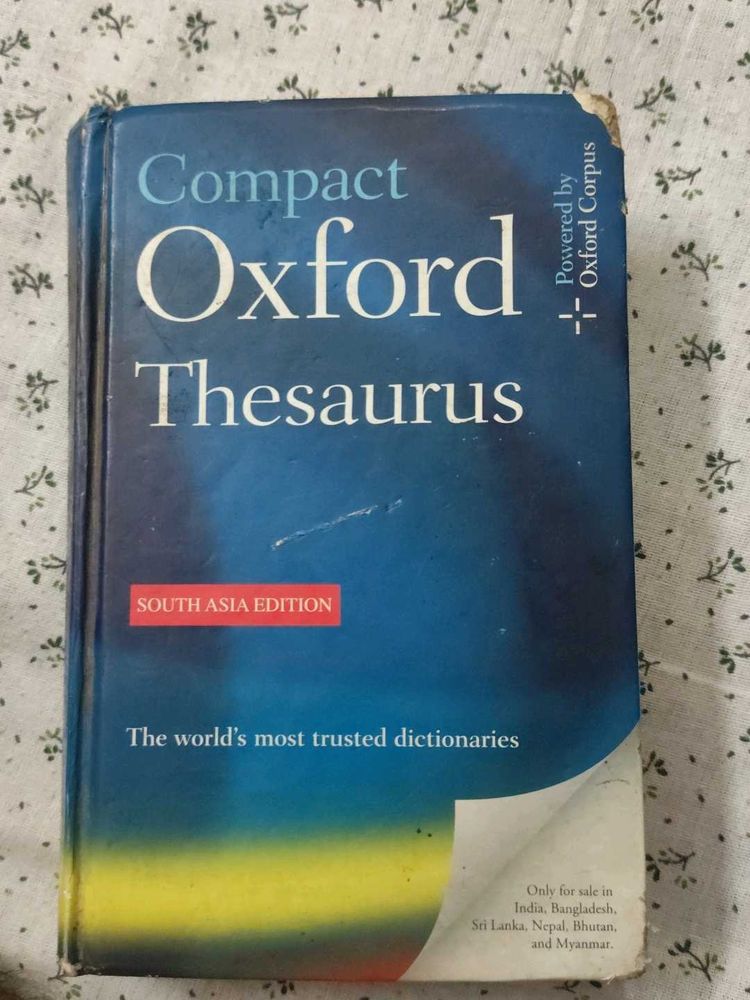 Compact
Oxford
Thesaurus
Powered by
Oxford Corpus
SOUTH ASIA EDITION
The world's most trusted dictionaries
Only for sale in
India, Bangladesh,
Sri Lanka, Nepal, Bhutan,
and Myanmar.